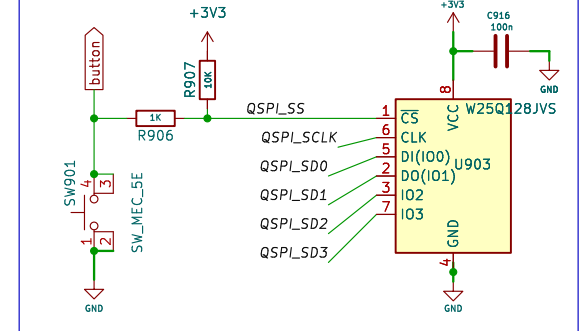 +3V3
+3V3
C916
100n
GND
button
R907
10K
1K
R906
QSPI_SS
QSPI_SCLK
QSPI_SD0
QSPI_SD1
QSPI_SD2
QSPI_SD3
1
6
5
2
3
7
8
4
W25Q128JVS
U903
VCC
CS
CLK
DI(IO0)
DO(IO1)
IO2
IO3
GND
GND
SW901
4
3
1
2
SW_MEC_5E
GND